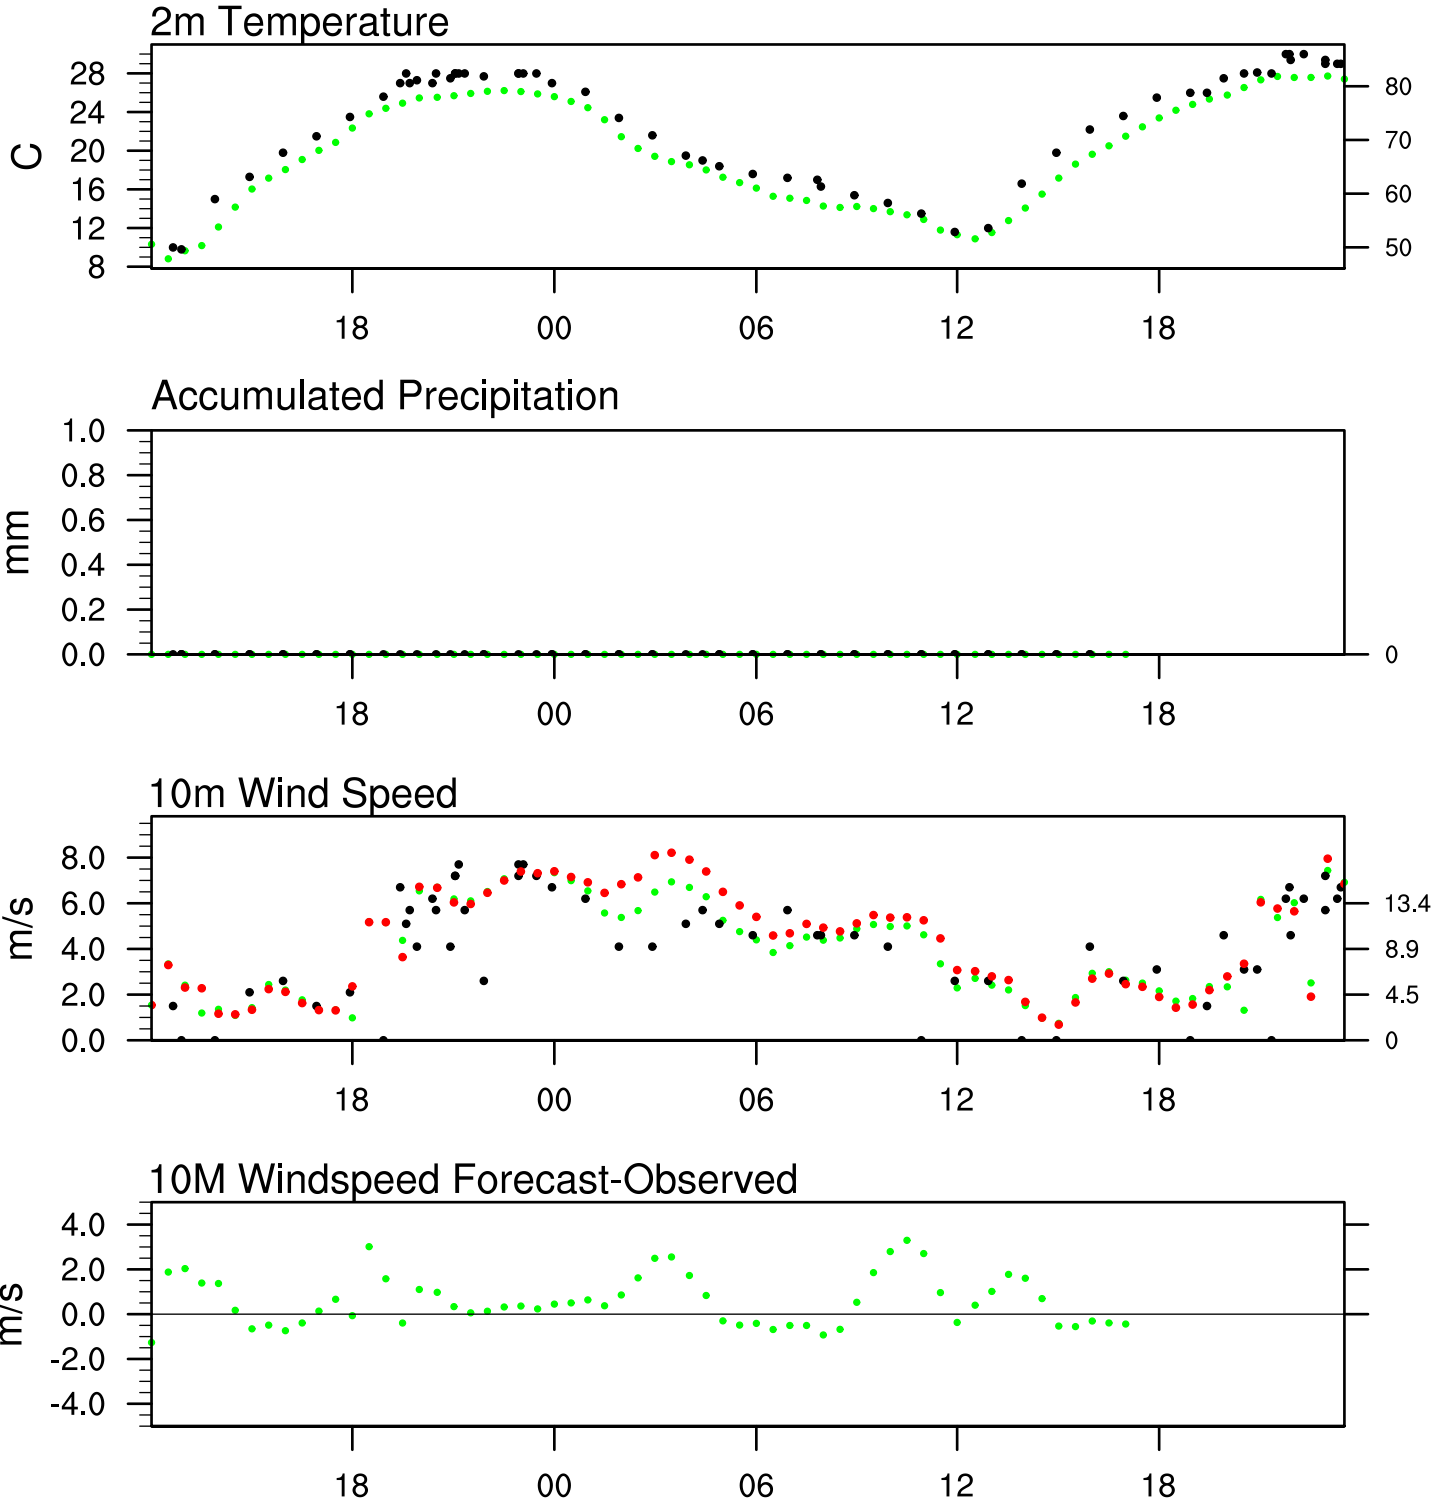 2m Temperature
28
24
20
16
12
8
C
80
70
60
50
18 00 06 12 18
Accumulated Precipitation
1.0
0.8
0.6
0.4
0.2
0.0
mm
0
18 00 06 12 18
10m Wind Speed
8.0
6.0
4.0
2.0
0.0
m/s
13.4
8.9
4.5
0
18 00 06 12 18
10M Windspeed Forecast-Observed
4.0
2.0
0.0
-2.0
-4.0
m/s
18 00 06 12 18